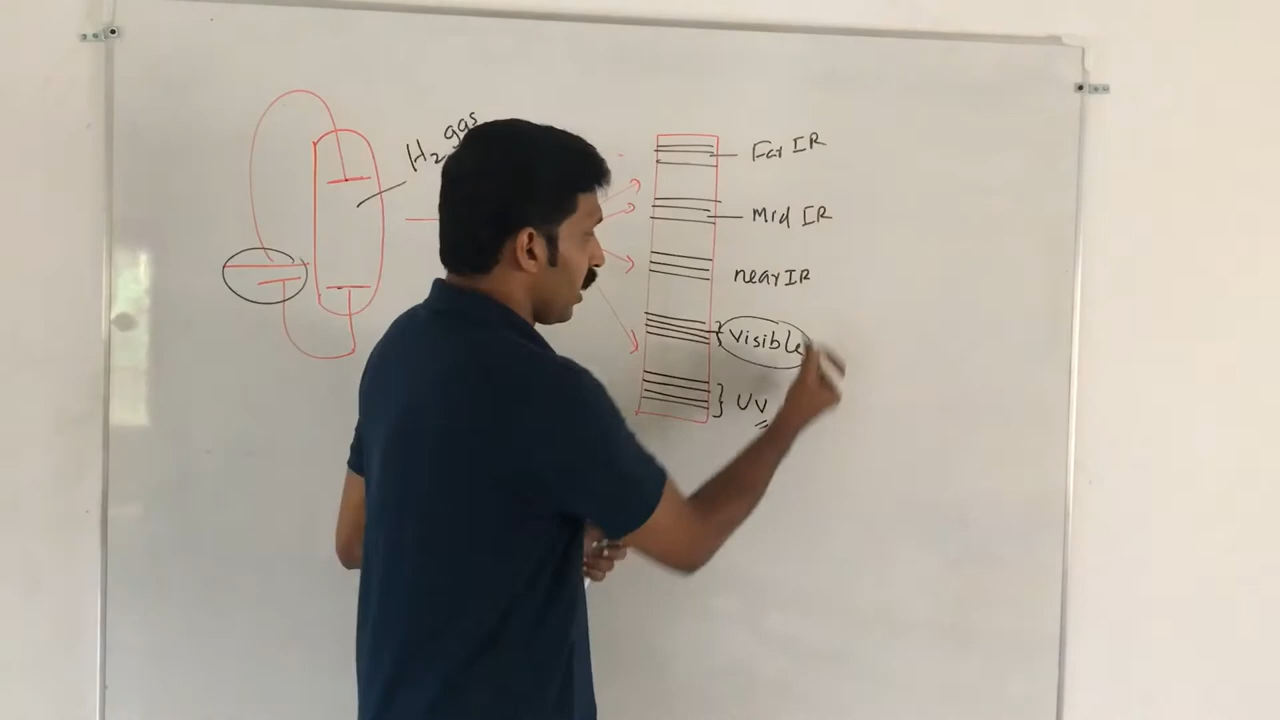 H₂ gas
Far IR
Mid IR
near IR
Visible
UV